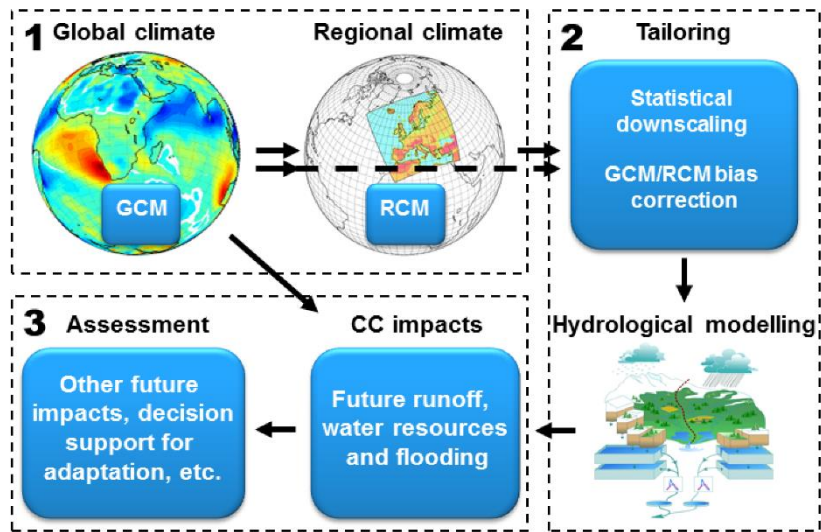 1
Global climate
Regional climate
GCM
RCM
2
Tailoring
Statistical
downscaling
GCM/RCM bias
correction
Hydrological modelling
3
Assessment
Other future
impacts, decision
support for
adaptation, etc.
CC impacts
Future runoff,
water resources
and flooding